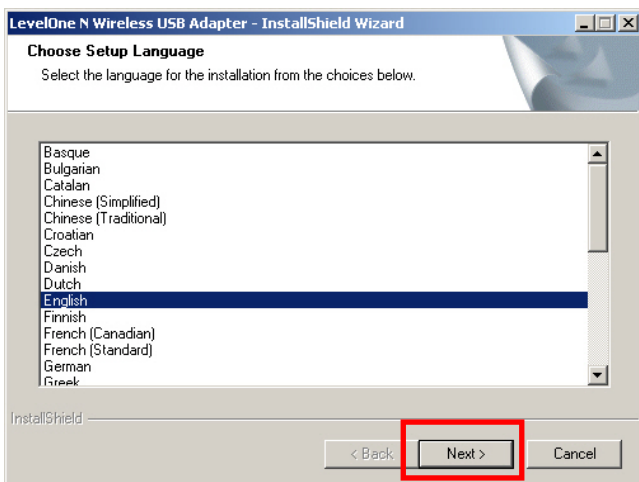 LevelOne N Wireless USB Adapter - InstallShield Wizard
Choose Setup Language
Select the language for the installation from the choices below.
Basque
Bulgarian
Catalan
Chinese (Simplified)
Chinese (Traditional)
Croatian
Czech
Danish
Dutch
English
Finnish
French (Canadian)
French (Standard)
German
Greek
InstallShield
< Back Next > Cancel